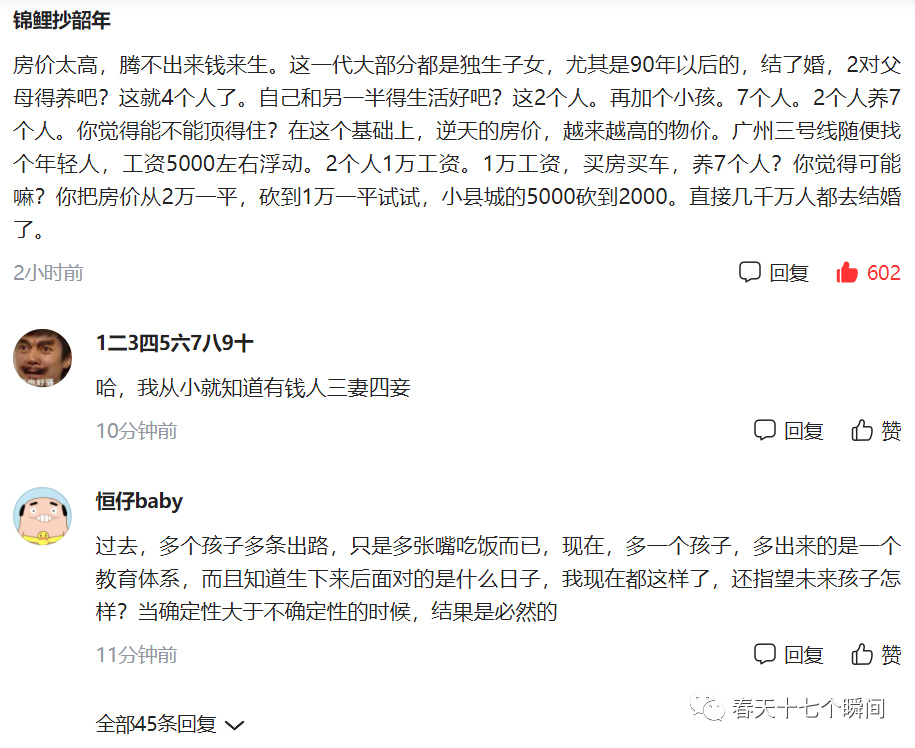 锦鲤抄韶年
房价太高，腾不出来钱来生。这一代大部分都是独生子女，尤其是90年以后的，结了婚，2对父
母得养吧？这就4个人了。自己和另一半得生活好吧？这2个人。再加个小孩。7个人。2个人养7
个人。你觉得能不能顶得住？在这个基础上，逆天的房价，越来越高的物价。广州三号线随便找
个年轻人，工资5000左右浮动。2个人1万工资。1万工资，买房买车，养7个人？你觉得可能
嘛？你把房价从2万一平，砍到1万一平试试，小县城的5000砍到2000。直接几千万人都去结婚
了。
2小时前
回复 602
1二3四5六7八9十
哈，我从小就知道有钱人三妻四妾
10分钟前
回复 赞
恒仔baby
过去，多个孩子多条出路，只是多张嘴吃饭而已，现在，多一个孩子，多出来的是一个
教育体系，而且知道生下来后面对的是什么日子，我现在都这样了，还指望未来孩子怎
样？当确定性大于不确定性的时候，结果是必然的
11分钟前
回复 赞
全部45条回复
春天十七个瞬间